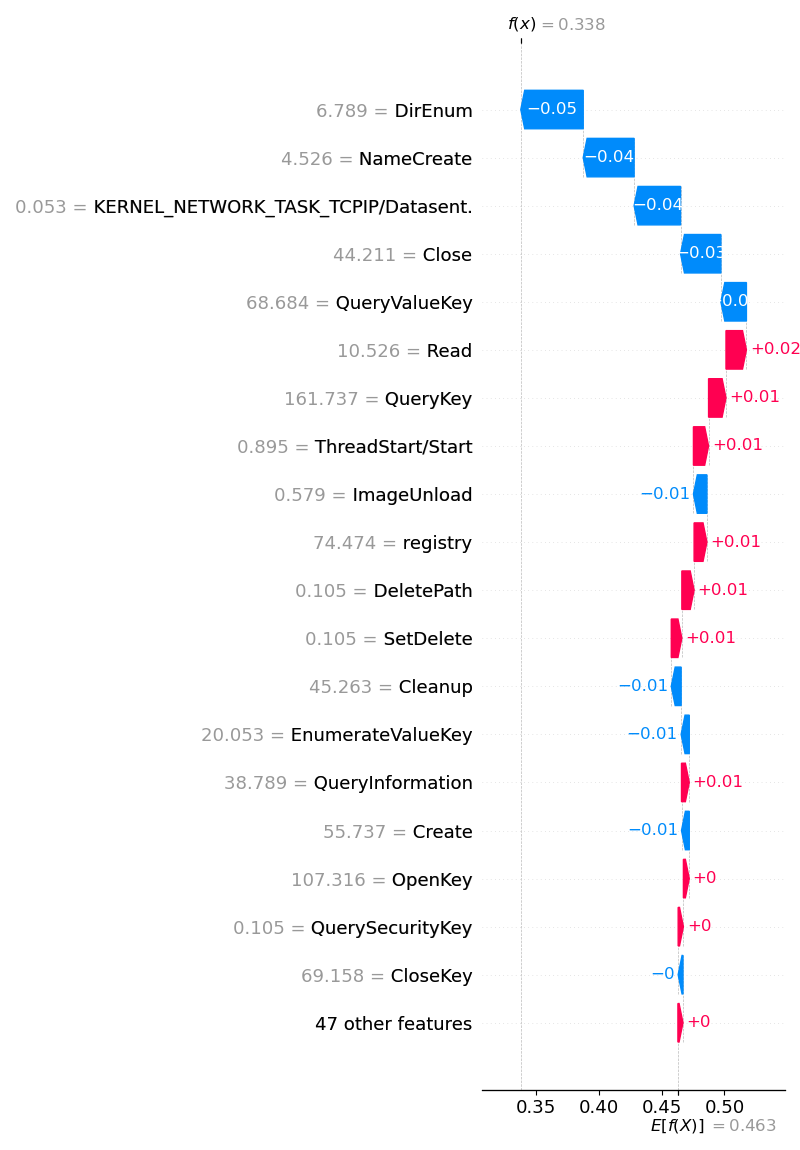 f(x) = 0.338
6.789 = DirEnum −0.05
4.526 = NameCreate −0.04
0.053 = KERNEL_NETWORK_TASK_TCPIP/Datasent. −0.04
44.211 = Close −0.03
68.684 = QueryValueKey
10.526 = Read +0.02
161.737 = QueryKey +0.01
0.895 = ThreadStart/Start +0.01
0.579 = ImageUnload −0.01
74.474 = registry +0.01
0.105 = DeletePath +0.01
0.105 = SetDelete +0.01
45.263 = Cleanup −0.01
20.053 = EnumerateValueKey −0.01
38.789 = QueryInformation +0.01
55.737 = Create −0.01
107.316 = OpenKey +0
0.105 = QuerySecurityKey +0
69.158 = CloseKey −0
47 other features +0
0.35 0.40 0.45 0.50
E[f(X)] = 0.463